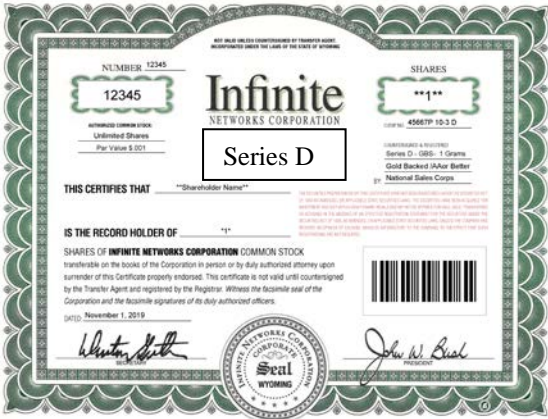 NOT VALID UNLESS COUNTERSIGNED BY TRANSFER AGENT.
INCORPORATED UNDER THE LAWS OF THE STATE OF WYOMING
NUMBER 12345
12345
AUTHORIZED COMMON STOCK:
Unlimited Shares
Par Value $.001
Infinite
NETWORKS CORPORATION
Series D
SHARES
**1**
CUSIP NO. 45667P 10-3 D
COUNTERSIGNED & REGISTERED
Series D - GBS- 1 Grams
Gold Backed /AAor Better
BY: National Sales Corps
THIS CERTIFIES THAT **Shareholder Name**
IS THE RECORD HOLDER OF *1*
SHARES OF INFINITE NETWORKS CORPORATION COMMON STOCK
transferable on the books of the Corporation in person or by duly authorized attorney upon
surrender of this Certificate properly endorsed. This certificate is not valid until countersigned
by the Transfer Agent and registered by the Registrar. Witness the facsimile seal of the
Corporation and the facsimile signatures of its duly authorized officers.
DATED: November 1, 2019
SECRETARY
INFINITE NETWORKS CORPORATION
CORPORATE
Seal
WYOMING
John W. Bush
PRESIDENT